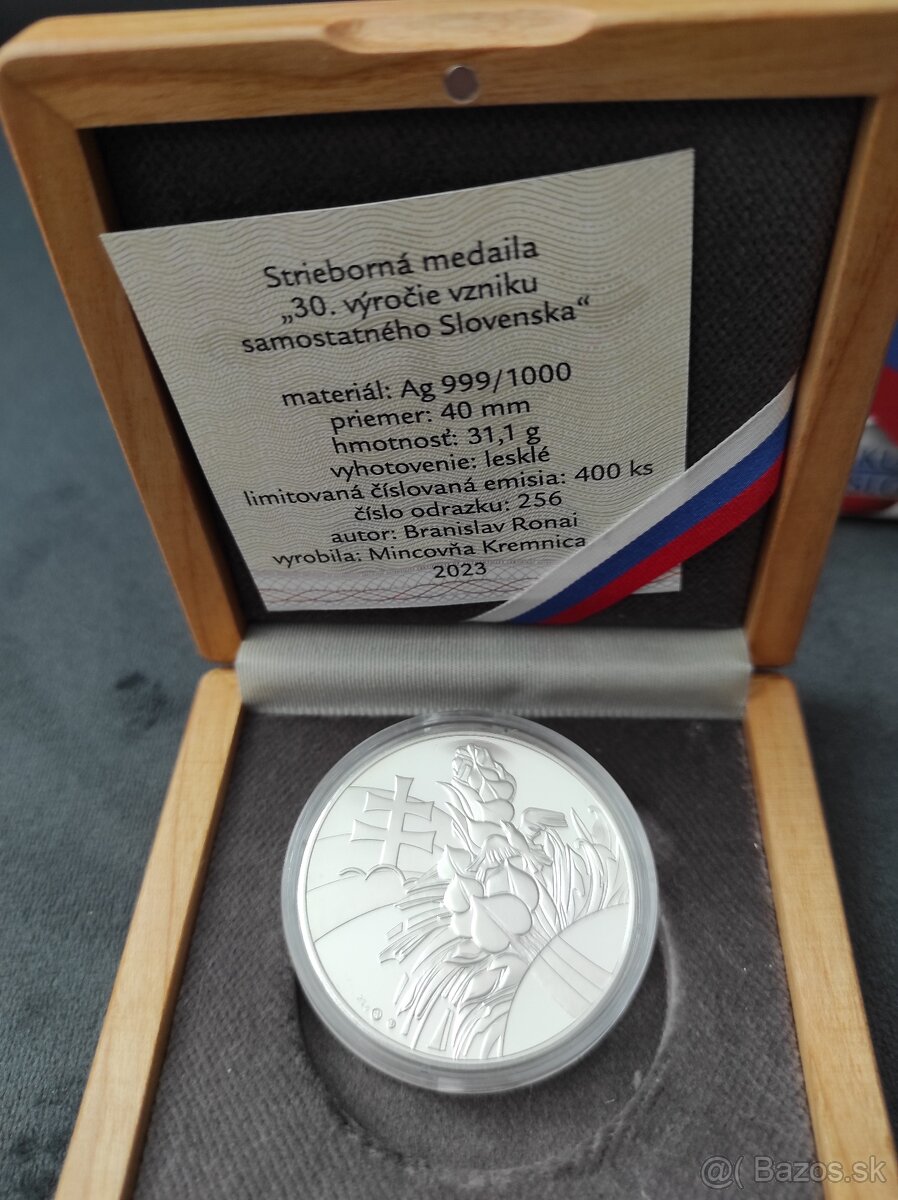 Strieborná medaila
„30. výročie vzniku
samostatného Slovenska“
materiál: Ag 999/1000
priemer: 40 mm
hmotnosť: 31,1 g
vyhotovenie: lesklé
limitovaná číslovaná emisia: 400 ks
číslo odrazku: 256
autor: Branislav Ronai
vyrobila: Mincovňa Kremnica
2023
@( Bazos.sk